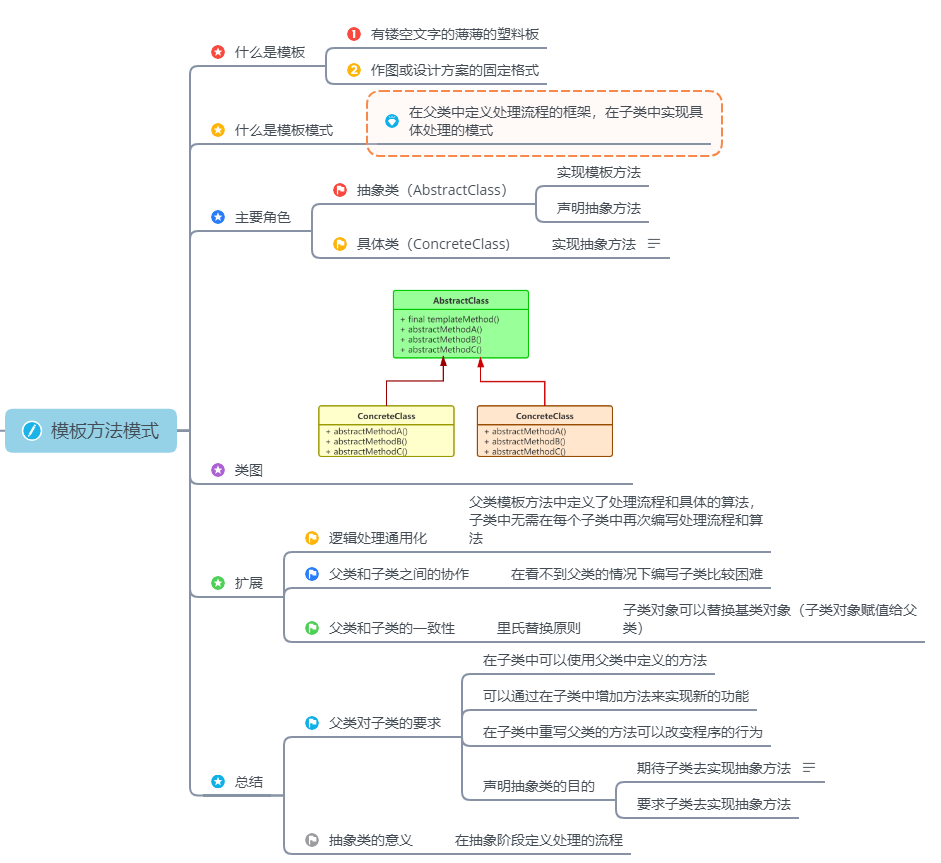 模板方法模式
什么是模板
1 有镂空文字的薄薄的塑料板
2 作图或设计方案的固定格式
什么是模板模式
在父类中定义处理流程的框架，在子类中实现具
体处理的模式
主要角色
抽象类（AbstractClass）
实现模板方法
声明抽象方法
具体类（ConcreteClass）
实现抽象方法
类图
AbstractClass
+ final templateMethod()
+ abstractMethodA()
+ abstractMethodB()
+ abstractMethodC()
ConcreteClass
+ abstractMethodA()
+ abstractMethodB()
+ abstractMethodC()
ConcreteClass
+ abstractMethodA()
+ abstractMethodB()
+ abstractMethodC()
扩展
逻辑处理通用化
父类模板方法中定义了处理流程和具体的算法，
子类中无需在每个子类中再次编写处理流程和算
法
父类和子类之间的协作
在看不到父类的情况下编写子类比较困难
父类和子类的一致性
里氏替换原则
子类对象可以替换基类对象（子类对象赋值给父
类）
总结
父类对子类的要求
在子类中可以使用父类中定义的方法
可以通过在子类中增加方法来实现新的功能
在子类中重写父类的方法可以改变程序的行为
声明抽象类的目的
期待子类去实现抽象方法
要求子类去实现抽象方法
抽象类的意义
在抽象阶段定义处理的流程